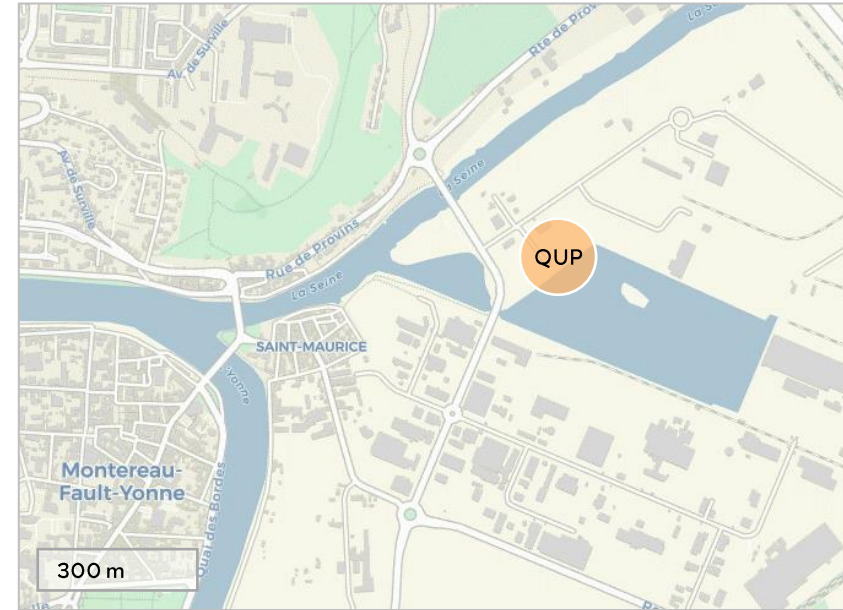 La S
Av. de Surville
Rte de Provins
Av. de Surville
La Seine
Rue de Provins
QUP
La Seine
SAINT-MAURICE
Yonne
Montereau-
Fault-Yonne
Quai des Bordes
300 m